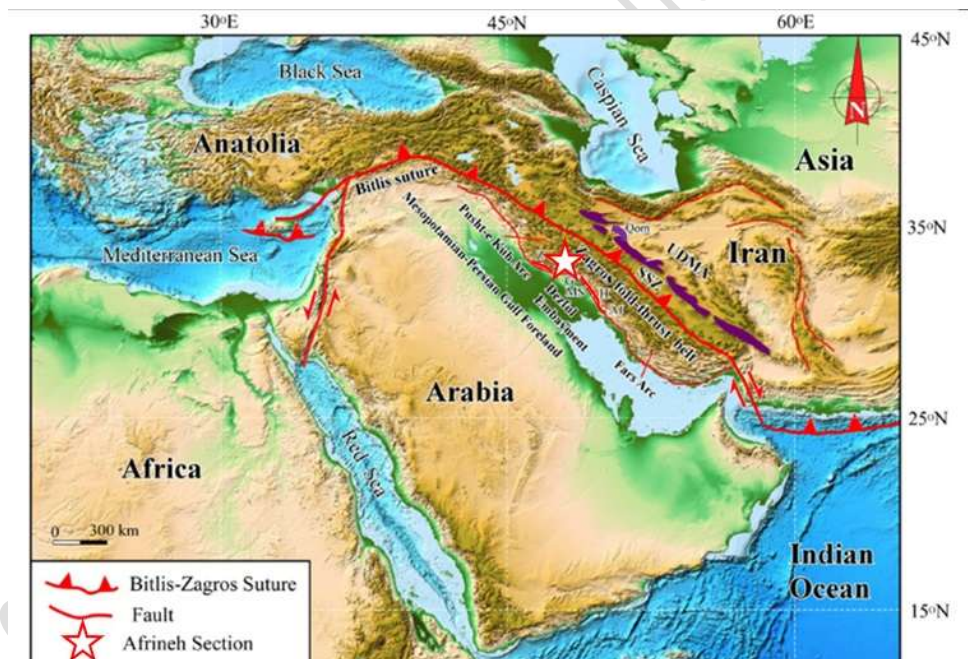 30°E 45°N 60°E
45°N
Black Sea
Caspian Sea
Anatolia
Asia
Bitlis suture
35°N
Mediterranean Sea
Pusht-e Kuh Arc
Mesopotamian-Persian Gulf Foreland
Qom
UDMA
Iran
SSZ
Zagros fold-thrust belt
Dezful
Embayment
MS
Fars Arc
Arabia
25°N
Africa
Red Sea
0 300 km
Indian
Ocean
15°N
Bitlis-Zagros Suture
Fault
Afrineh Section
N